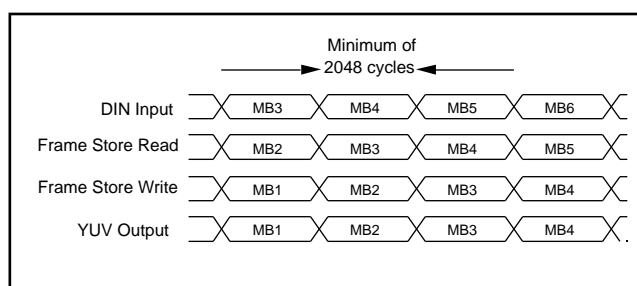 Minimum of
2048 cycles
DIN Input MB3 MB4 MB5 MB6
Frame Store Read MB2 MB3 MB4 MB5
Frame Store Write MB1 MB2 MB3 MB4
YUV Output MB1 MB2 MB3 MB4